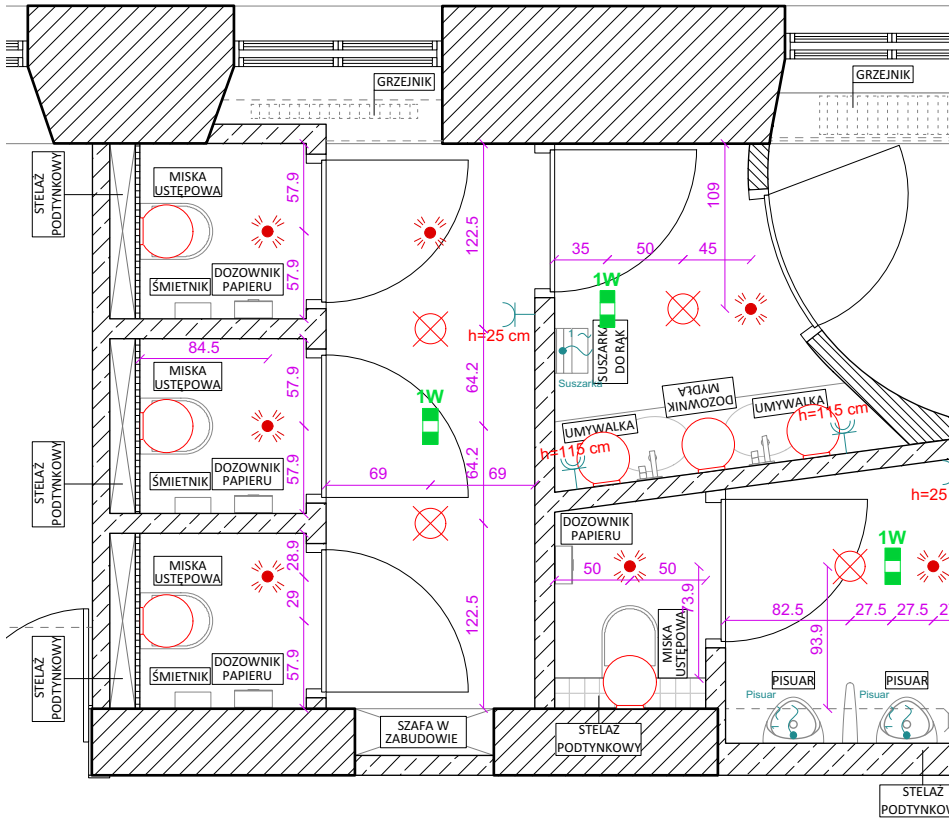 GRZEJNIK
GRZEJNIK
STELAŻ
PODTYNKOWY
MISKA
USTĘPOWA
57.9
57.9
ŚMIETNIK
DOZOWNIK
PAPIERU
122.5
109
35
50
45
1W
h=25 cm
SUSZARKA
DO RĄK
Suszarka
84.5
MISKA
USTĘPOWA
57.9
57.9
ŚMIETNIK
DOZOWNIK
PAPIERU
STELAŻ
PODTYNKOWY
64.2
1W
64.2
69
69
DOZOWNIK
MYDŁA
UMYWALKA
UMYWALKA
h=115 cm
h=115 cm
h=25
DOZOWNIK
PAPIERU
1W
28.9
29
57.9
MISKA
USTĘPOWA
ŚMIETNIK
DOZOWNIK
PAPIERU
STELAŻ
PODTYNKOWY
122.5
50
50
73.9
MISKA
USTĘPOWA
82.5
27.5
27.5
93.9
PISUAR
PISUAR
Pisuar
Pisuar
SZAFA W
ZABUDOWIE
STELAŻ
PODTYNKOWY
STELAŻ
PODTYNKOW